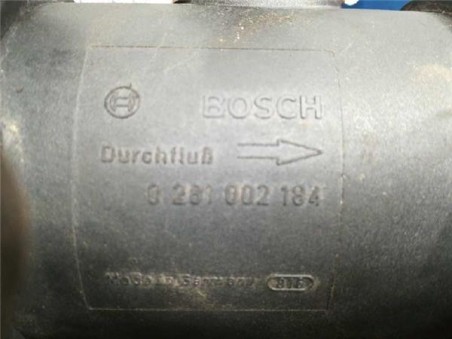 BOSCH
Durchfluß
0 281 002 184
Made in Germany